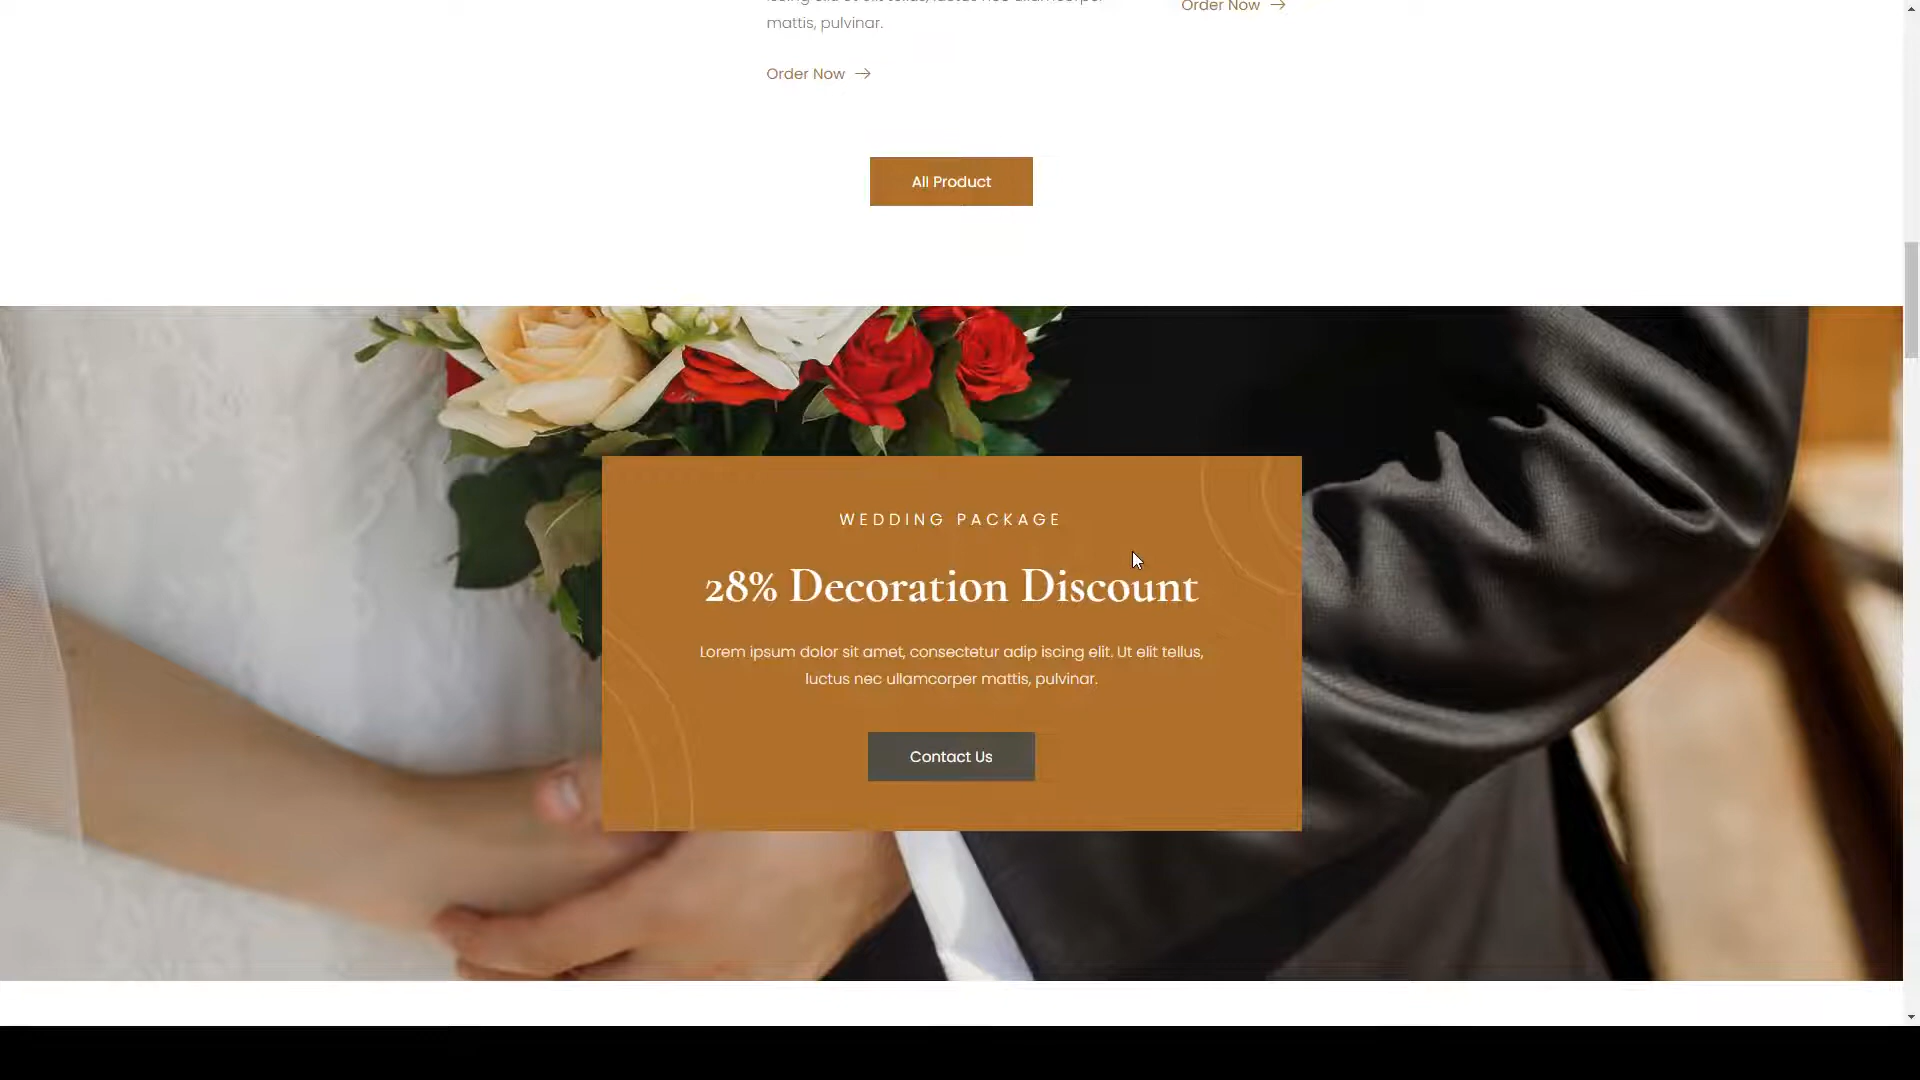 mattis, pulvinar.
Order Now
Order Now
All Product
WEDDING PACKAGE
28% Decoration Discount
Lorem ipsum dolor sit amet, consectetur adip iscing elit. Ut elit tellus,
luctus nec ullamcorper mattis, pulvinar.
Contact Us